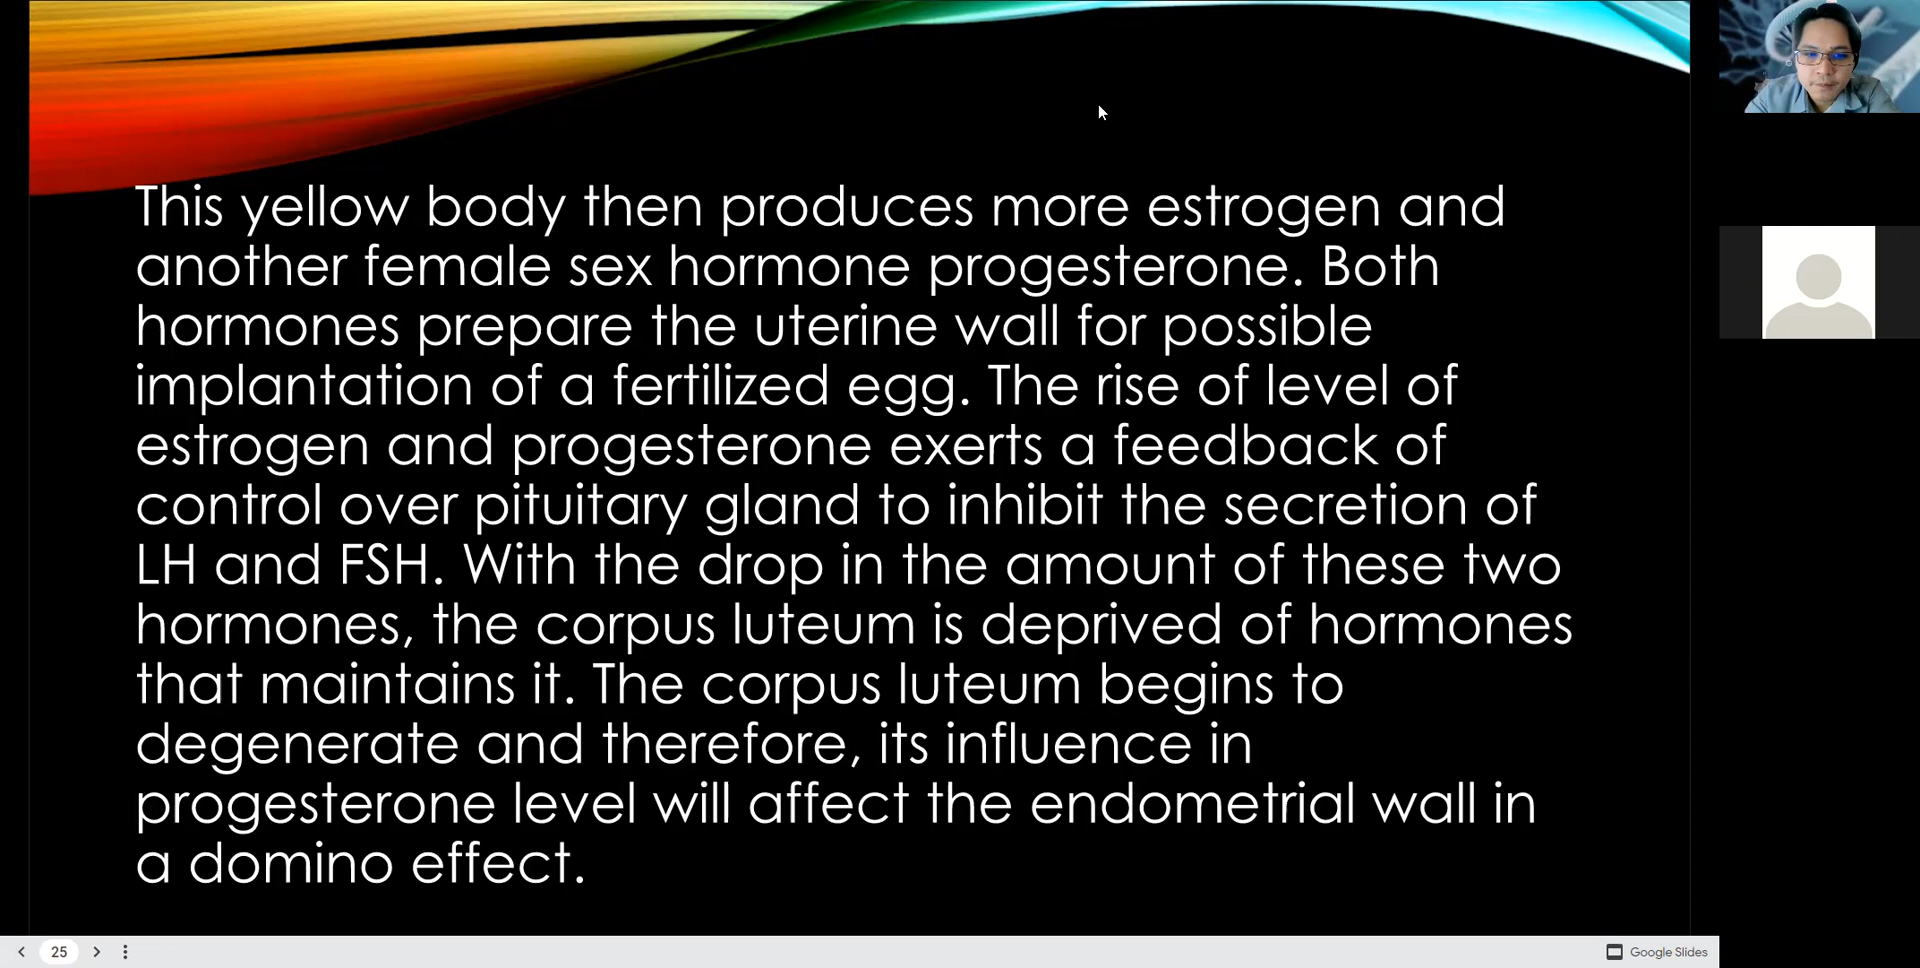 This yellow body then produces more estrogen and
another female sex hormone progesterone. Both
hormones prepare the uterine wall for possible
implantation of a fertilized egg. The rise of level of
estrogen and progesterone exerts a feedback of
control over pituitary gland to inhibit the secretion of
LH and FSH. With the drop in the amount of these two
hormones, the corpus luteum is deprived of hormones
that maintains it. The corpus luteum begins to
degenerate and therefore, its influence in
progesterone level will affect the endometrial wall in
a domino effect.
25
Google Slides